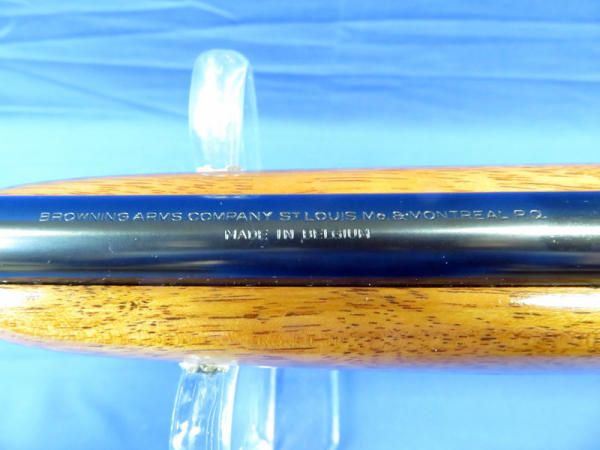 BROWNING ARMS COMPANY ST LOUIS MO. & MONTREAL P.Q.
MADE IN BELGIUM